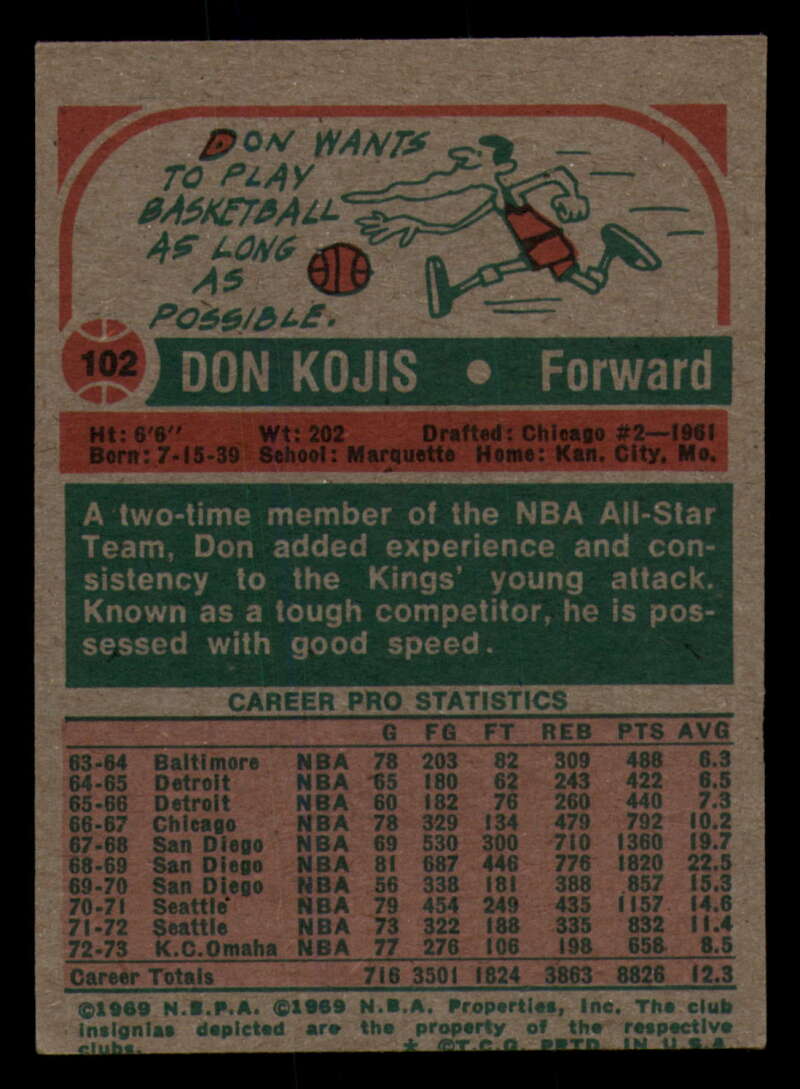 DON WANTS
TO PLAY
BASKETBALL
AS LONG
AS
POSSIBLE.
102 DON KOJIS • Forward
Ht: 6'6" Wt: 202 Drafted: Chicago #2—1961
Born: 7-15-39 School: Marquette Home: Kan. City, Mo.
A two-time member of the NBA All-Star
Team, Don added experience and con-
sistency to the Kings' young attack.
Known as a tough competitor, he is pos-
sessed with good speed.
CAREER PRO STATISTICS
G FG FT REB PTS AVG
63-64 Baltimore NBA 78 203 82 309 488 6.3
64-65 Detroit NBA 65 180 62 243 422 6.5
65-66 Detroit NBA 60 182 76 260 440 7.3
66-67 Chicago NBA 78 329 134 479 792 10.2
67-68 San Diego NBA 69 530 300 710 1360 19.7
68-69 San Diego NBA 81 687 446 776 1820 22.5
69-70 San Diego NBA 56 338 181 388 857 15.3
70-71 Seattle NBA 79 454 249 435 1157 14.6
71-72 Seattle NBA 73 322 188 335 832 11.4
72-73 K.C.Omaha NBA 77 276 106 198 658 8.5
Career Totals 716 3501 1824 3863 8826 12.3
©1969 N.B.P.A. ©1969 N.B.A. Properties, Inc. The club
insignias depicted are the property of the respective
clubs. * ©T.C.G. PRTD. IN U.S.A.